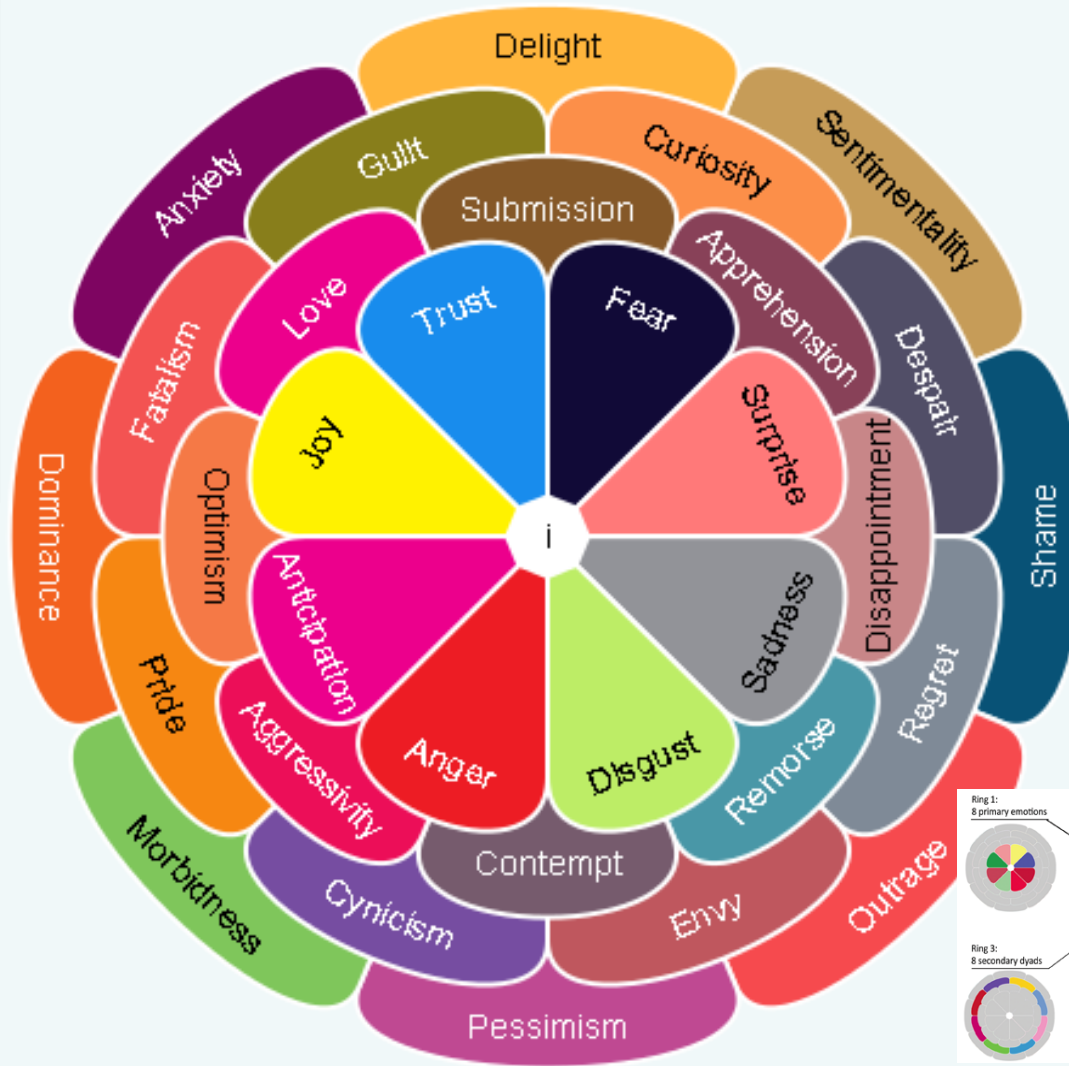 Delight
Anxiety
Guilt
Curiosity
Sentimentality
Submission
Love
Trust
Fear
Apprehension
Fatalism
Joy
Surprise
Despair
Dominance
Optimism
i
Disappointment
Shame
Pride
Anticipation
Sadness
Regret
Aggressivity
Anger
Disgust
Remorse
Morbidness
Cynicism
Contempt
Envy
Outrage
Pessimism
Ring 1:
8 primary emotions
Ring 3:
8 secondary dyads